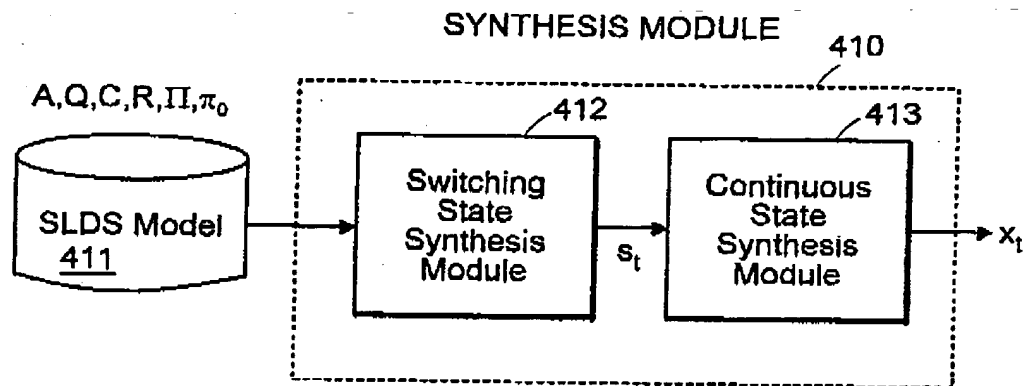 SYNTHESIS MODULE
410
A,Q,C,R,Π,π₀
412
413
SLDS Model
411
Switching
State
Synthesis
Module
sₜ
Continuous
State
Synthesis
Module
xₜ